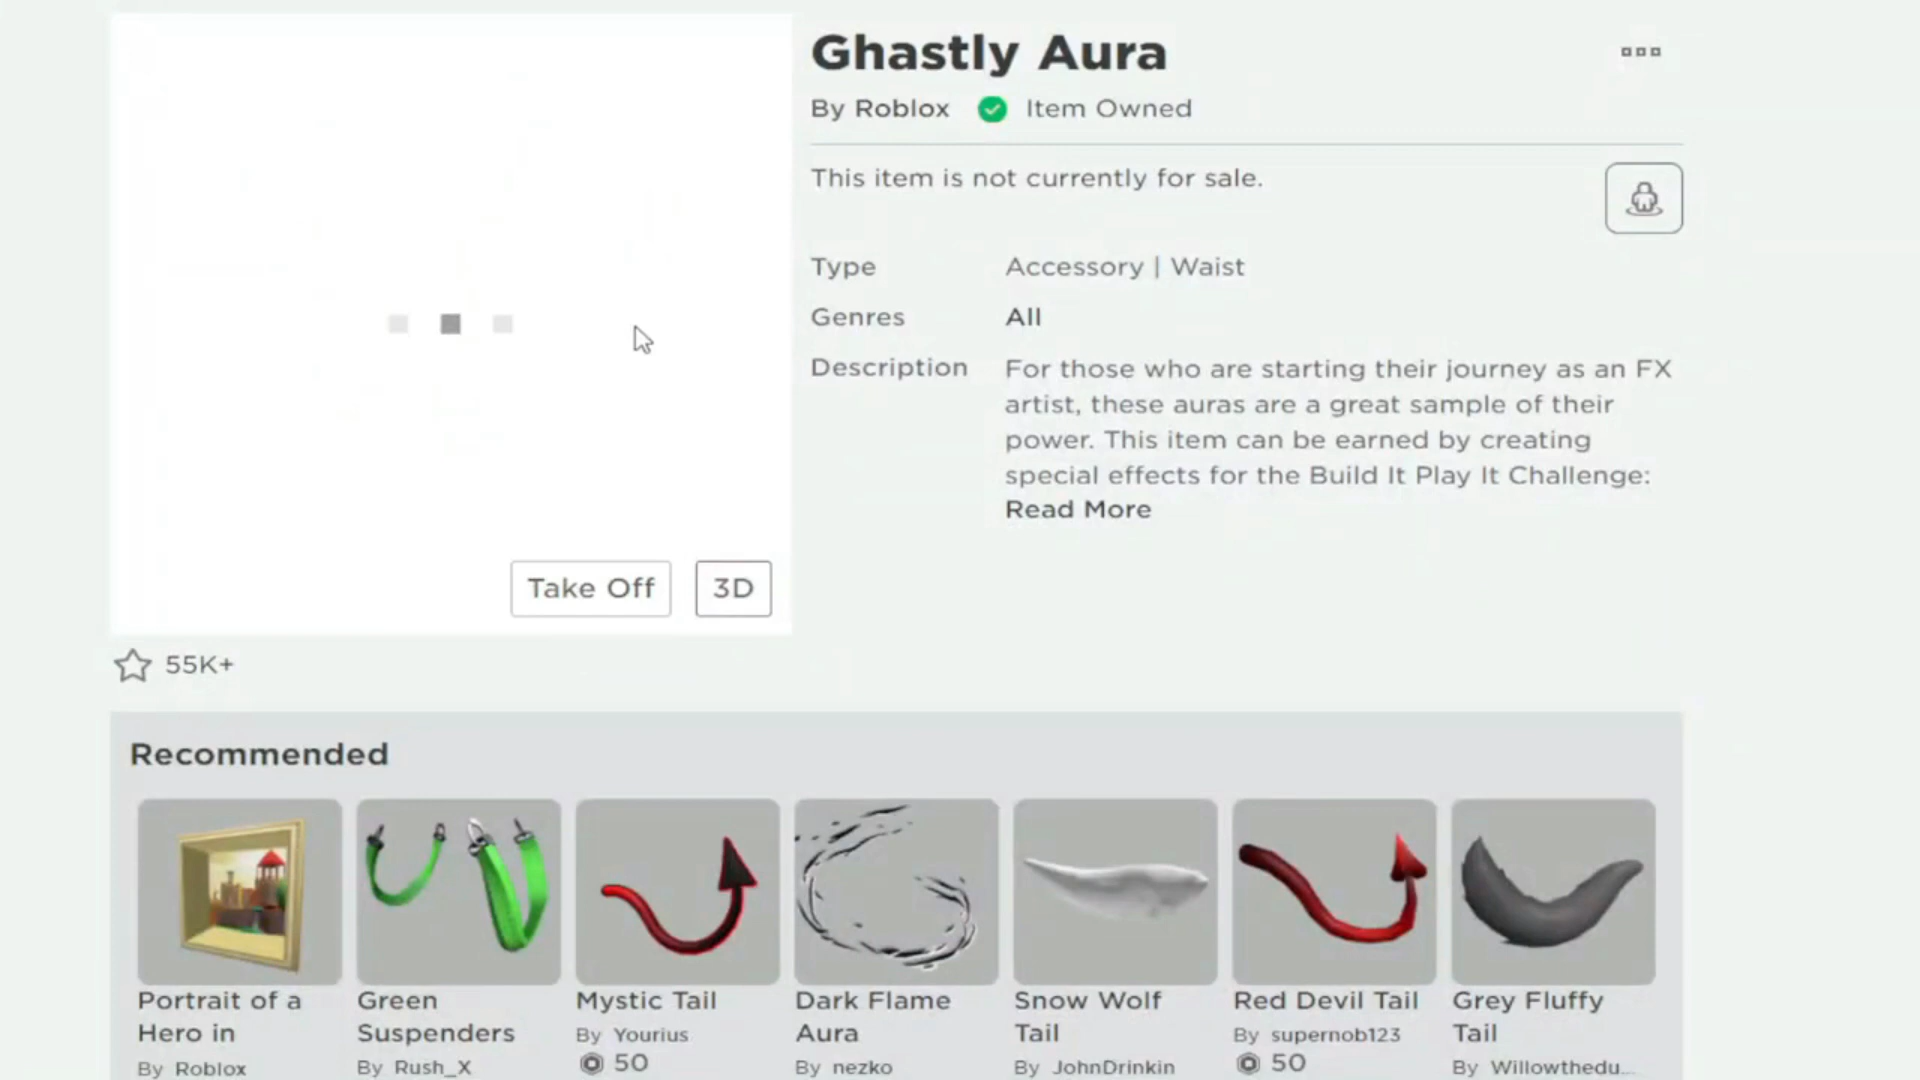 Ghastly Aura
By Roblox Item Owned
This item is not currently for sale.
Type Accessory | Waist
Genres All
Description For those who are starting their journey as an FX
artist, these auras are a great sample of their
power. This item can be earned by creating
special effects for the Build It Play It Challenge:
Read More
Take Off 3D
55K+
Recommended
Portrait of a
Hero in
By Roblox
Green
Suspenders
By Rush_X
Mystic Tail
By Yourius
50
Dark Flame
Aura
By nezko
Snow Wolf
Tail
By JohnDrinkin
Red Devil Tail
By supernob123
50
Grey Fluffy
Tail
By Willowthedu...